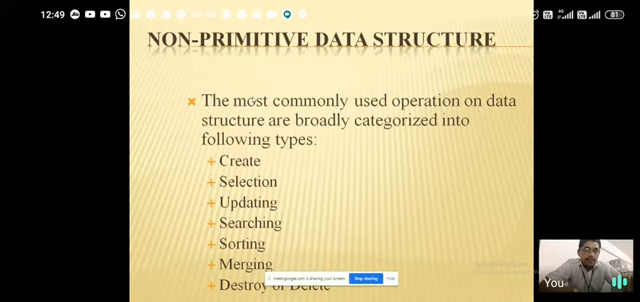 12:49
81
NON-PRIMITIVE DATA STRUCTURE
The most commonly used operation on data
structure are broadly categorized into
following types:
Create
Selection
Updating
Searching
Sorting
Merging
meet.google.com is sharing your screen.
Stop sharing
Hide
Destroy or Delete
You